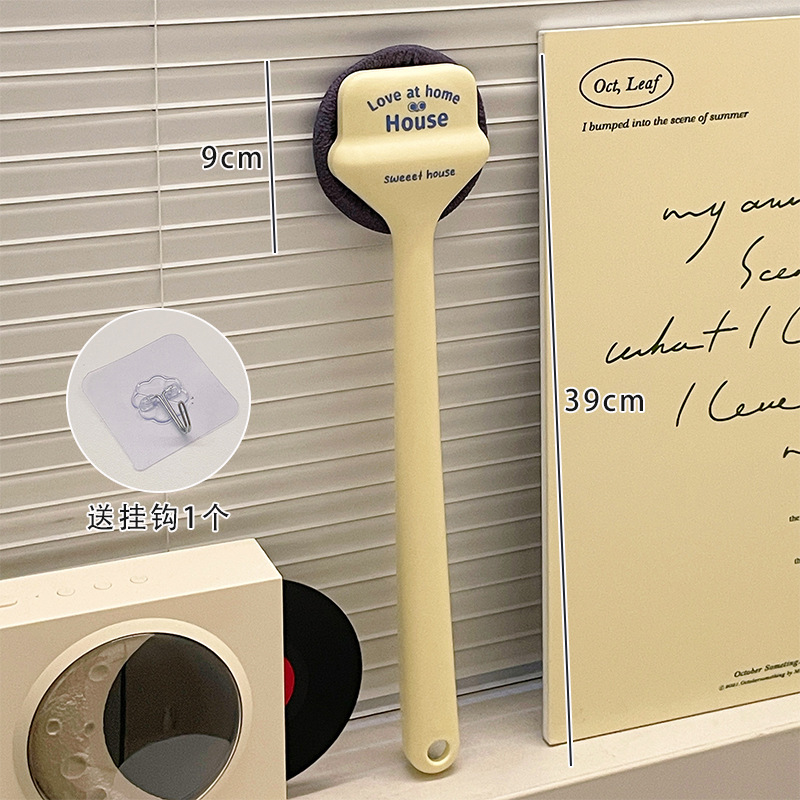 Love at home
House
sweeet house
9cm
39cm
送挂钩1个
Oct, Leaf
I bumped into the scene of summer
my
what I
I
the
October